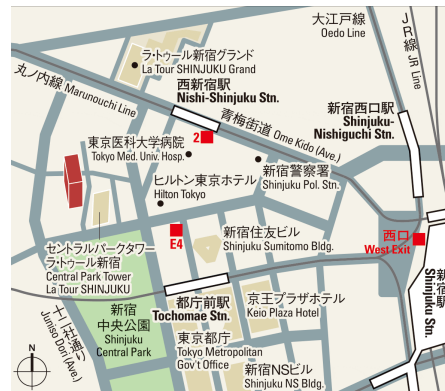 大江戸線
Oedo Line
JR線
JR Line
ラ・トゥール新宿グランド
La Tour SHINJUKU Grand
丸ノ内線 Marunouchi Line
西新宿駅
Nishi-Shinjuku Stn.
青梅街道 Ome Kido (Ave.)
新宿西口駅
Shinjuku-
Nishiguchi Stn.
2
東京医科大学病院
Tokyo Med. Univ. Hosp.
新宿警察署
Shinjuku Pol. Stn.
ヒルトン東京ホテル
Hilton Tokyo
E4
新宿住友ビル
Shinjuku Sumitomo Bldg.
西口
West Exit
新宿駅
Shinjuku Stn.
セントラルパークタワー
ラ・トゥール新宿
Central Park Tower
La Tour SHINJUKU
都庁前駅
Tochomae Stn.
京王プラザホテル
Keio Plaza Hotel
新宿
中央公園
Shinjuku
Central Park
十二社通り
Juniso Dori (Ave.)
東京都庁
Tokyo Metropolitan
Gov't Office
新宿NSビル
Shinjuku NS Bldg.
N